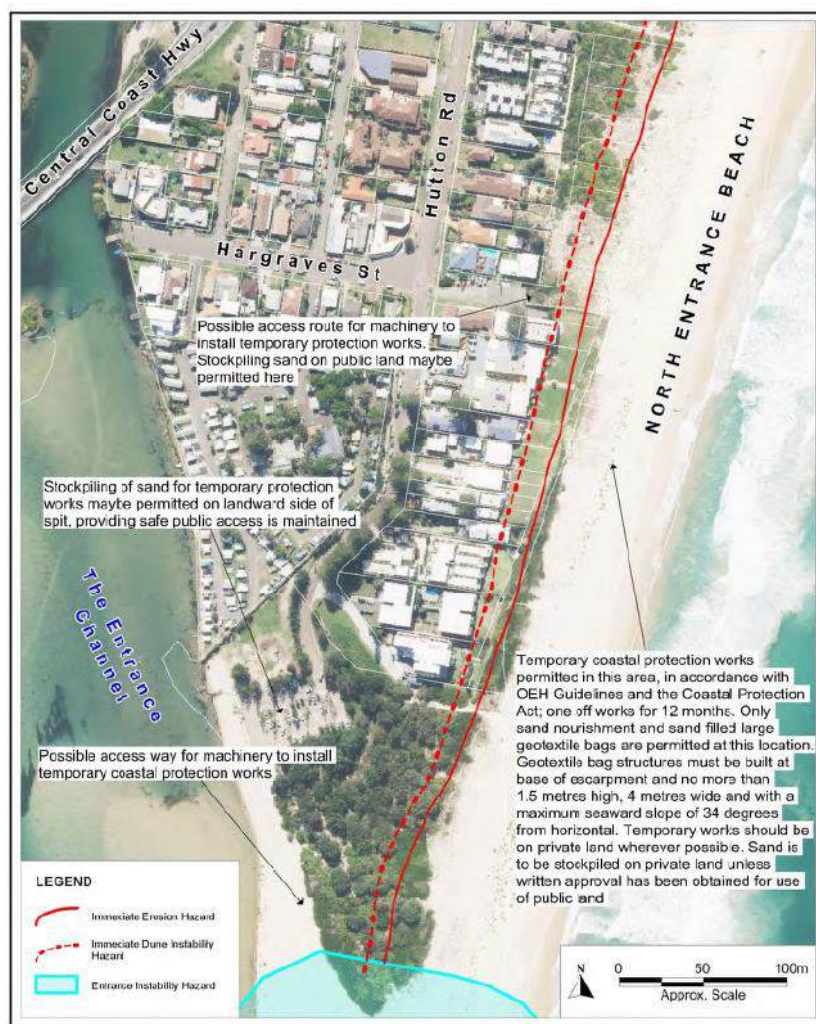 Central Coast Hwy
Hutton Rd
Hargraves St
NORTH ENTRANCE BEACH
Possible access route for machinery to
install temporary protection works.
Stockpiling sand on public land maybe
permitted here
Stockpiling of sand for temporary protection
works maybe permitted on landward side of
spit, providing safe public access is maintained
The Entrance
Channel
Possible access way for machinery to install
temporary coastal protection works
Temporary coastal protection works
permitted in this area, in accordance with
OEH Guidelines and the Coastal Protection
Act; one off works for 12 months. Only
sand nourishment and sand filled large
geotextile bags are permitted at this location.
Geotextile bag structures must be built at
base of escarpment and no more than
1.5 metres high, 4 metres wide and with a
maximum seaward slope of 34 degrees
from horizontal. Temporary works should be
on private land wherever possible. Sand is
to be stockpiled on private land unless
written approval has been obtained for use
of public land
LEGEND
Immediate Erosion Hazard
Immediate Dune Instability
Hazard
Entrance Instability Hazard
N
0 50 100m
Approx. Scale